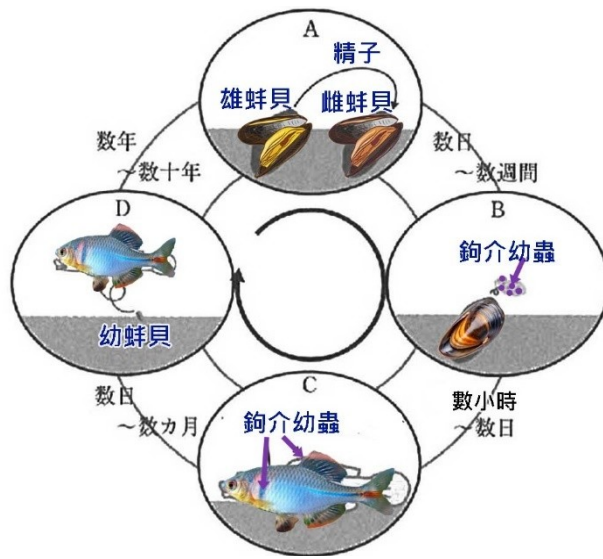 A
精子
雄蚌貝 雌蚌貝
数年
～数十年
数日
～数週間
D
B
鉤介幼蟲
幼蚌貝
数日
～数カ月
C
鉤介幼蟲
數小時
～数日